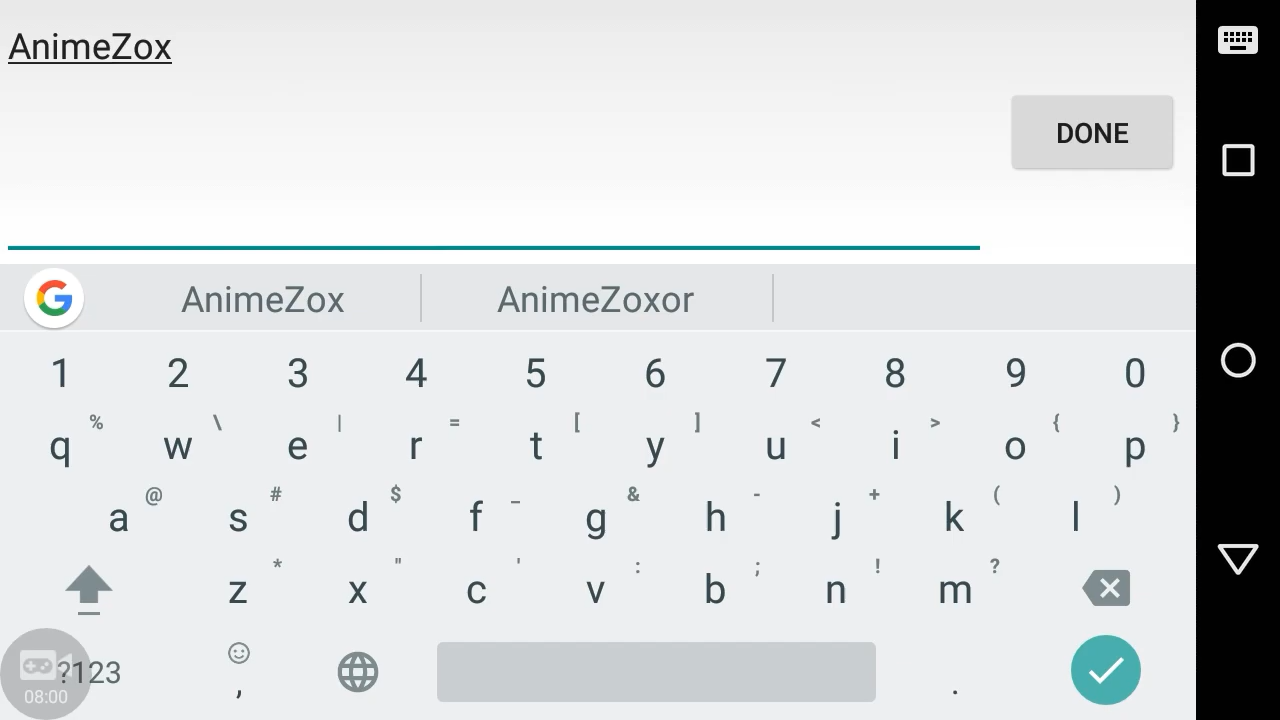 AnimeZox
DONE
AnimeZox AnimeZoxor
1 2 3 4 5 6 7 8 9 0
% \ | = [ ] < > { }
q w e r t y u i o p
@ # $ _ & - + ( )
a s d f g h j k l
* " ' : ; ! ?
z x c v b n m
?123 , .
08:00